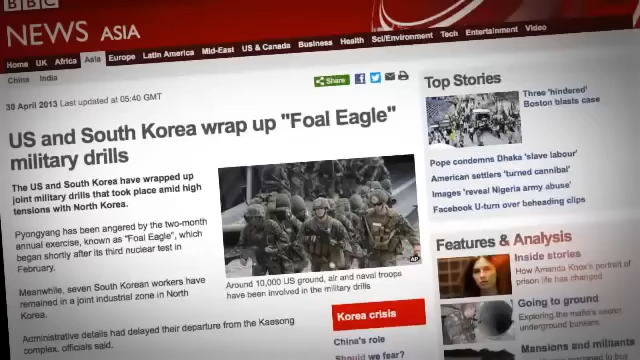 BBC
NEWS ASIA
Home UK Africa Asia Europe Latin America Mid-East US & Canada Business Health Sci/Environment Tech Entertainment Video
China India
30 April 2013 Last updated at 05:40 GMT
Share
US and South Korea wrap up "Foal Eagle"
military drills
The US and South Korea have wrapped up
joint military drills that took place amid high
tensions with North Korea.
Pyongyang has been angered by the two-month
annual exercise, known as "Foal Eagle", which
began shortly after its third nuclear test in
February.
Meanwhile, seven South Korean workers have
remained in a joint industrial zone in North
Korea.
Administrative details had delayed their departure from the Kaesong
complex, officials said.
AP
Around 10,000 US ground, air and naval troops
have been involved in the military drills
Korea crisis
China's role
Should we fear?
Top Stories
Three 'hindered'
Boston blasts case
Pope condemns Dhaka 'slave labour'
American settlers 'turned cannibal'
Images 'reveal Nigeria army abuse'
Facebook U-turn over beheading clips
Features & Analysis
Inside stories
How Amanda Knox's portrait of
prison life has changed
Going to ground
Exploring the mafia's secret
underground bunkers
Mansions and militants